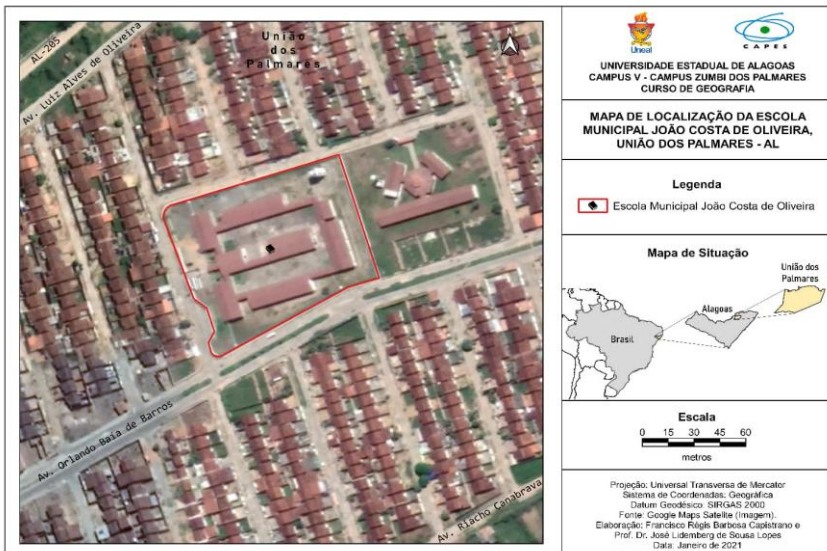 AL-205
Av. Luiz Alves de Oliveira
União
dos
Palmares
Av. Orlando Baía de Barros
Av. Riacho Canabrava
Uneal
CAPES
UNIVERSIDADE ESTADUAL DE ALAGOAS
CAMPUS V - CAMPUS ZUMBI DOS PALMARES
CURSO DE GEOGRAFIA
MAPA DE LOCALIZAÇÃO DA ESCOLA
MUNICIPAL JOÃO COSTA DE OLIVEIRA,
UNIÃO DOS PALMARES - AL
Legenda
Escola Municipal João Costa de Oliveira
Mapa de Situação
União dos
Palmares
Alagoas
Brasil
Escala
0 15 30 45 60
metros
Projeção: Universal Transversa de Mercator
Sistema de Coordenadas: Geográfica
Datum Geodésico: SIRGAS 2000
Fonte: Google Maps Satelite (Imagem).
Elaboração: Francisco Régis Barbosa Capistrano e
Prof. Dr. José Lidemberg de Sousa Lopes
Data: Janeiro de 2021